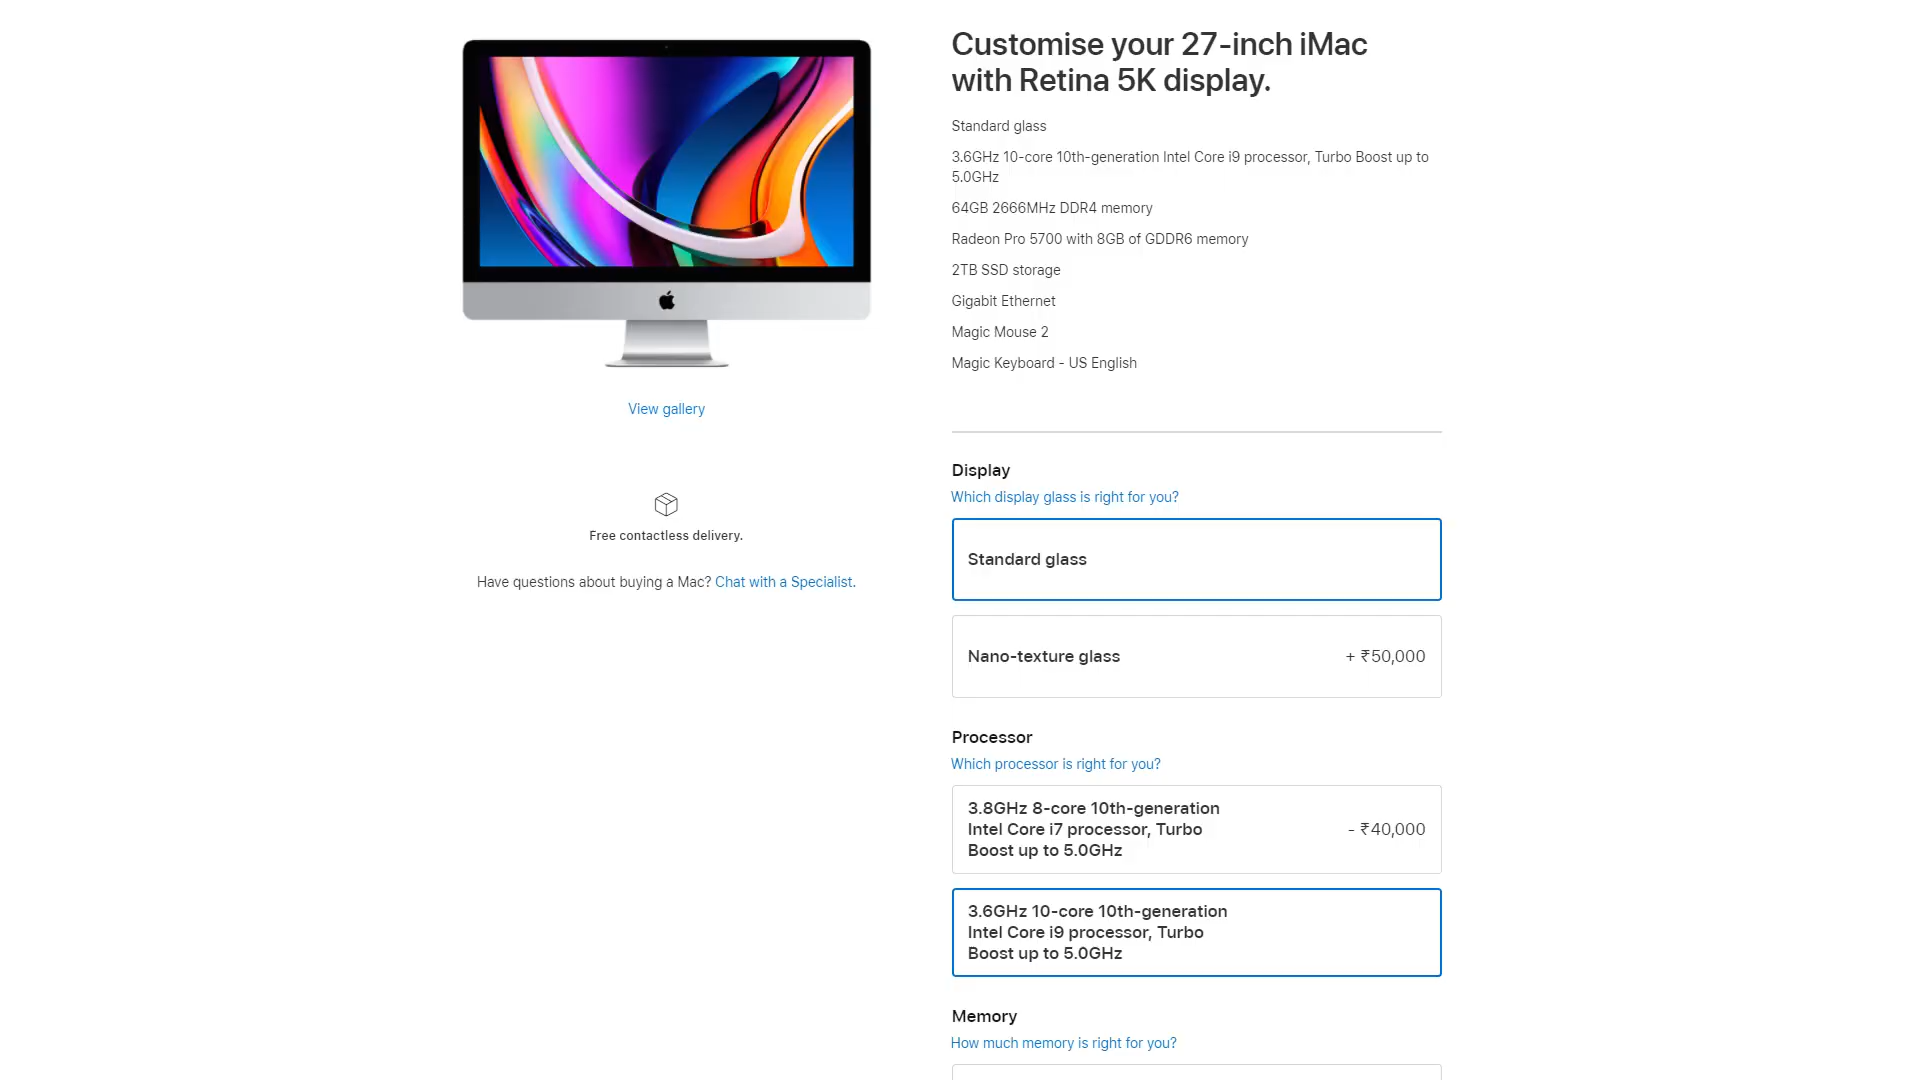 Customise your 27-inch iMac
with Retina 5K display.
Standard glass
3.6GHz 10-core 10th-generation Intel Core i9 processor, Turbo Boost up to
5.0GHz
64GB 2666MHz DDR4 memory
Radeon Pro 5700 with 8GB of GDDR6 memory
2TB SSD storage
Gigabit Ethernet
Magic Mouse 2
Magic Keyboard - US English
View gallery
Free contactless delivery.
Have questions about buying a Mac? Chat with a Specialist.
Display
Which display glass is right for you?
Standard glass
Nano-texture glass + ₹50,000
Processor
Which processor is right for you?
3.8GHz 8-core 10th-generation
Intel Core i7 processor, Turbo - ₹40,000
Boost up to 5.0GHz
3.6GHz 10-core 10th-generation
Intel Core i9 processor, Turbo
Boost up to 5.0GHz
Memory
How much memory is right for you?